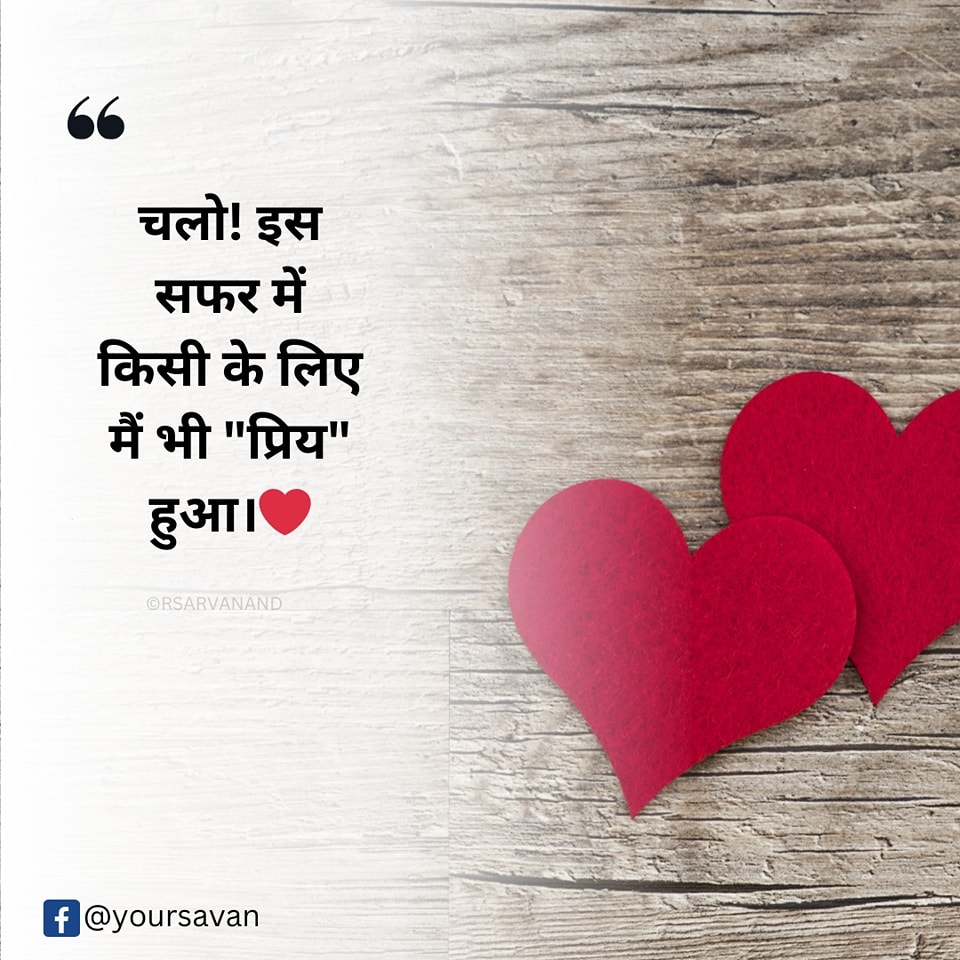 ❝
चलो! इस
सफर में
किसी के लिए
मैं भी "प्रिय"
हुआ।❤️
©RSARVANAND
@yoursavan